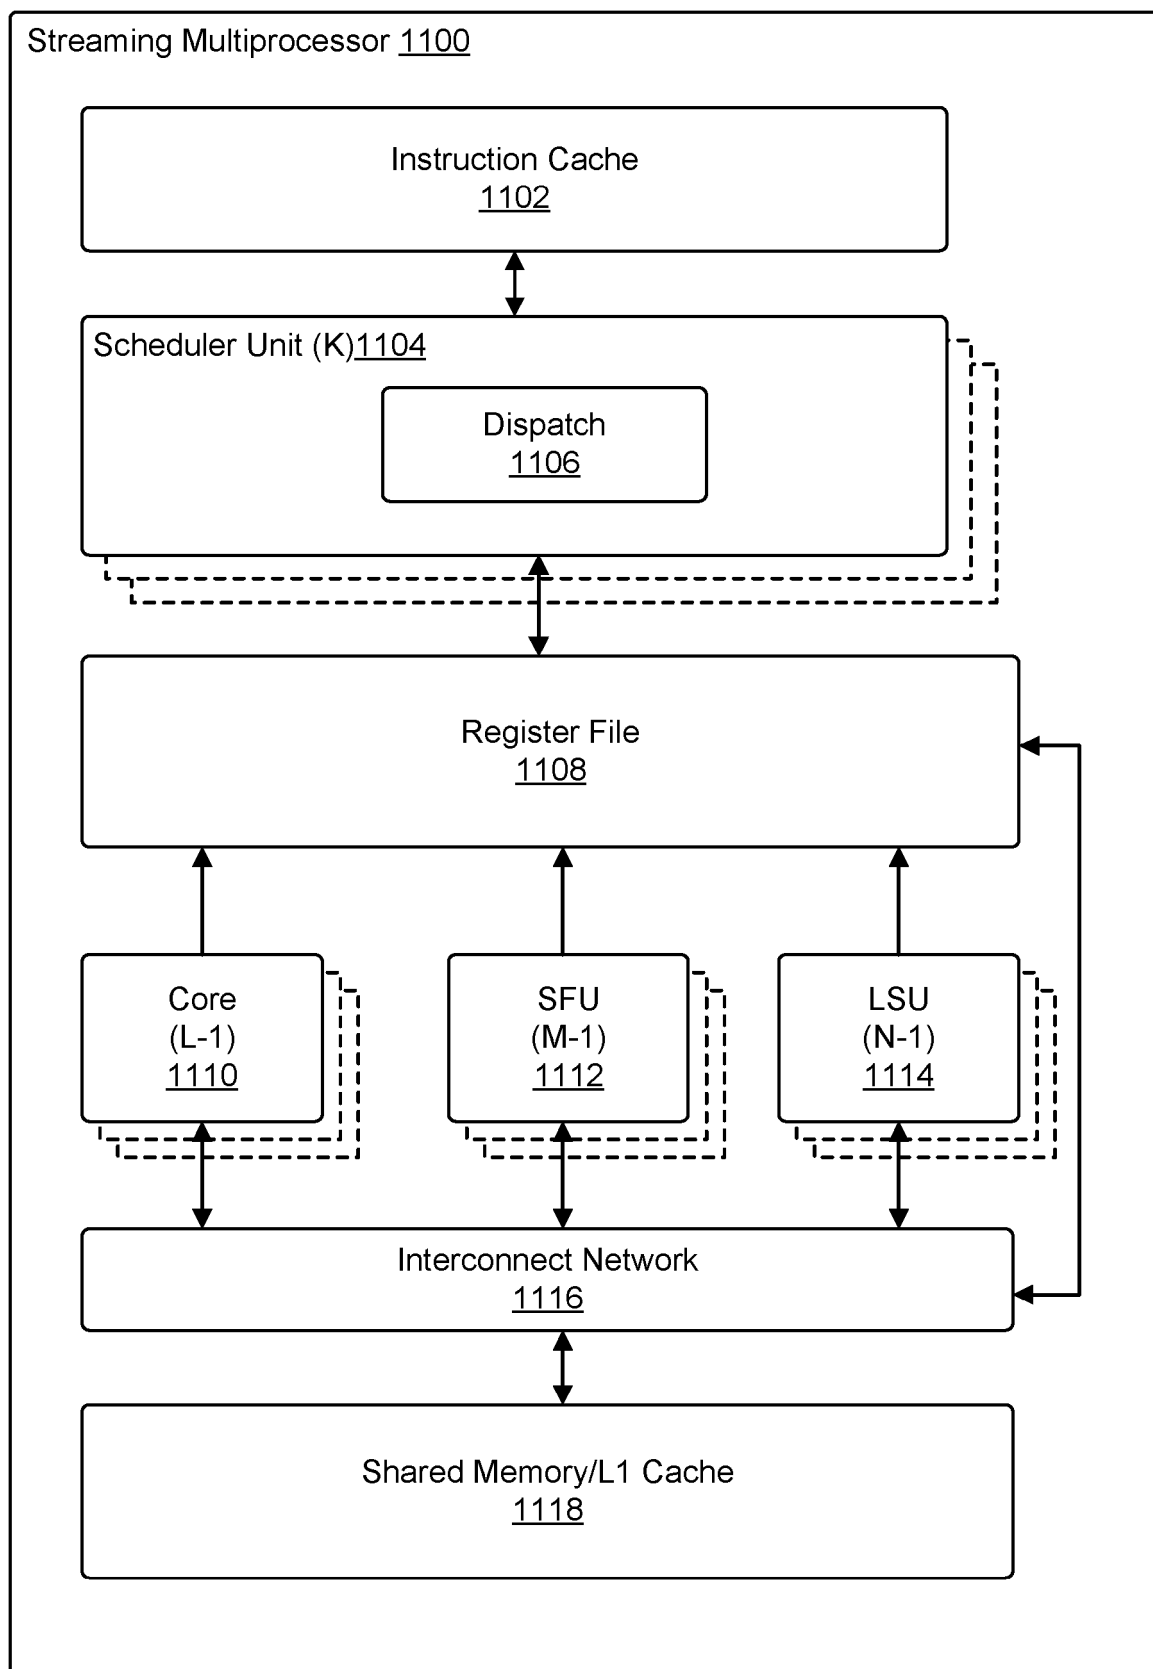 Streaming Multiprocessor 1100
Instruction Cache
1102
Scheduler Unit (K)1104
Dispatch
1106
Register File
1108
Core
(L-1)
1110
SFU
(M-1)
1112
LSU
(N-1)
1114
Interconnect Network
1116
Shared Memory/L1 Cache
1118